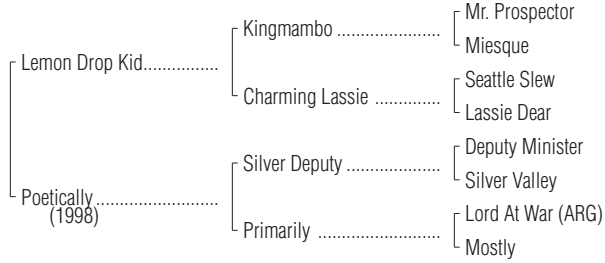 Mr. Prospector
Kingmambo ..................
Miesque
Lemon Drop Kid................
Seattle Slew
Charming Lassie ...............
Lassie Dear
Deputy Minister
Silver Deputy .....................
Silver Valley
Poetically ..........................
(1998)
Lord At War (ARG)
Primarily ...........................
Mostly